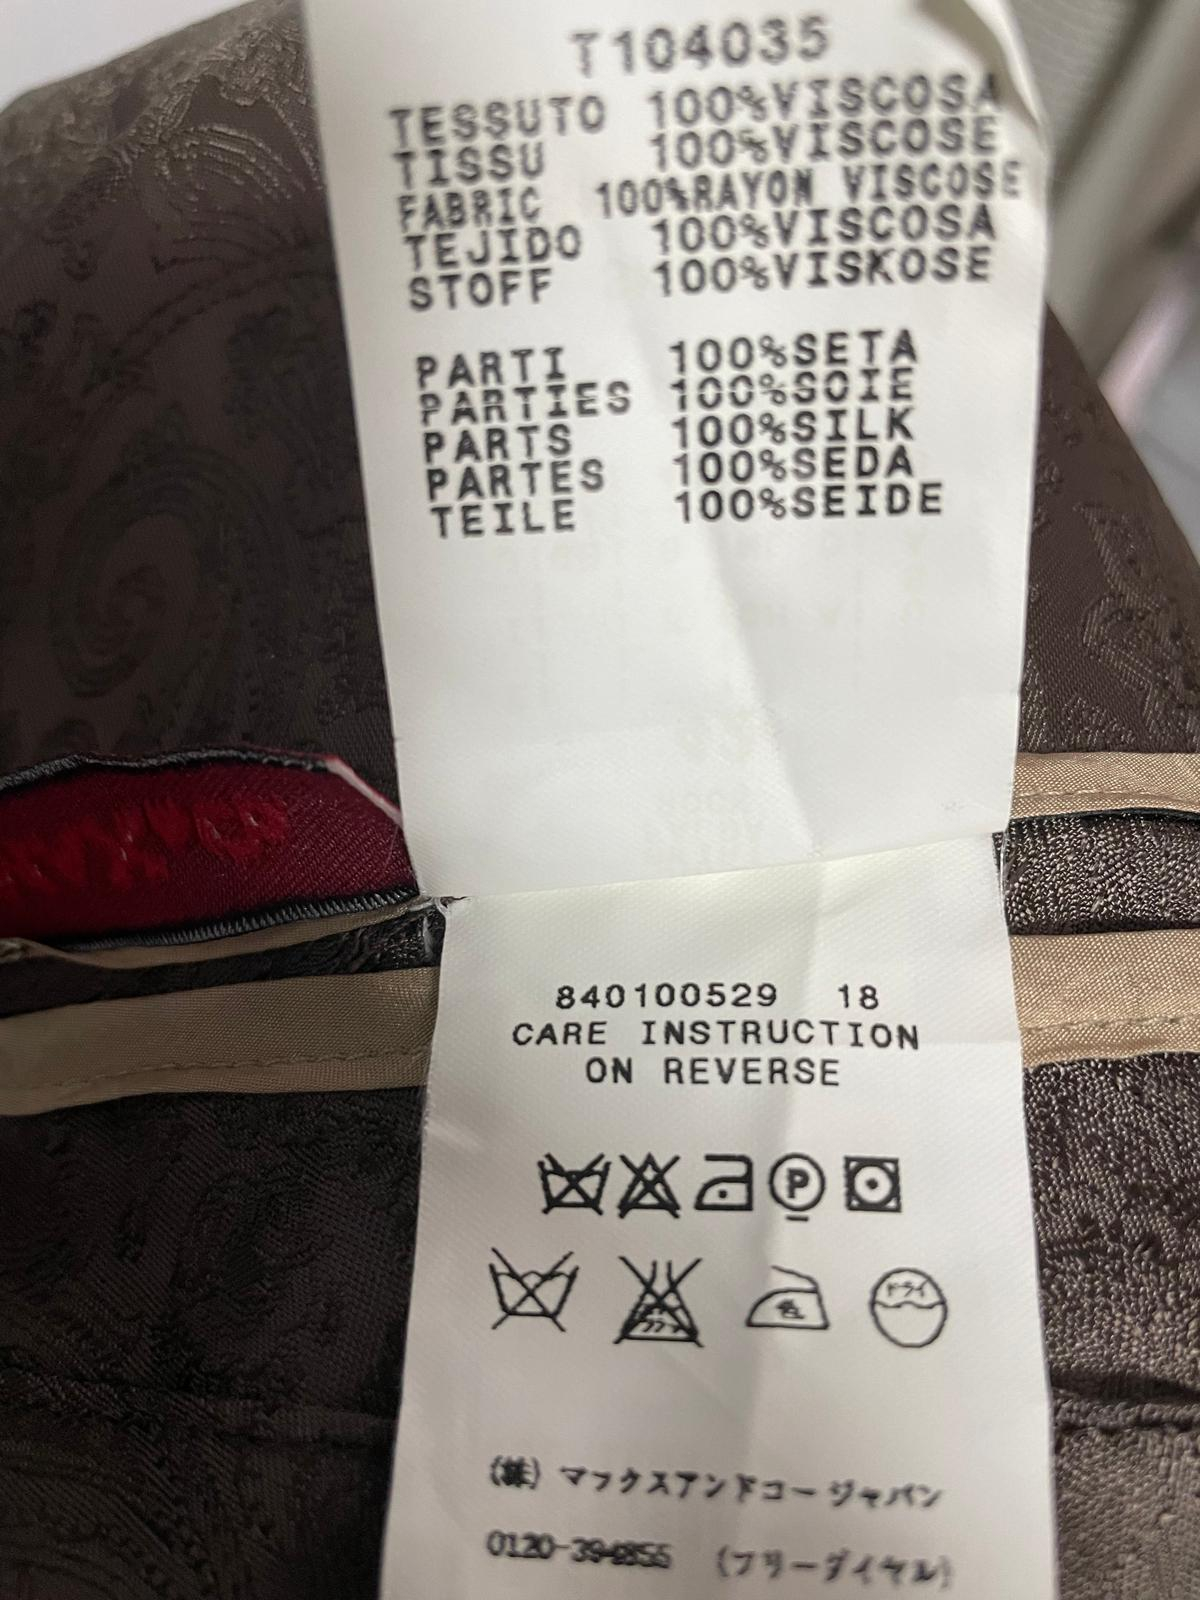 T104035
TESSUTO 100%VISCOSA
TISSU 100%VISCOSE
FABRIC 100%RAYON VISCOSE
TEJIDO 100%VISCOSA
STOFF 100%VISKOSE
PARTI 100%SETA
PARTIES 100%SOIE
PARTS 100%SILK
PARTES 100%SEDA
TEILE 100%SEIDE
840100529 18
CARE INSTRUCTION
ON REVERSE
P
ドライ
(株) マックスアンドコージャパン
(フリーダイヤル)